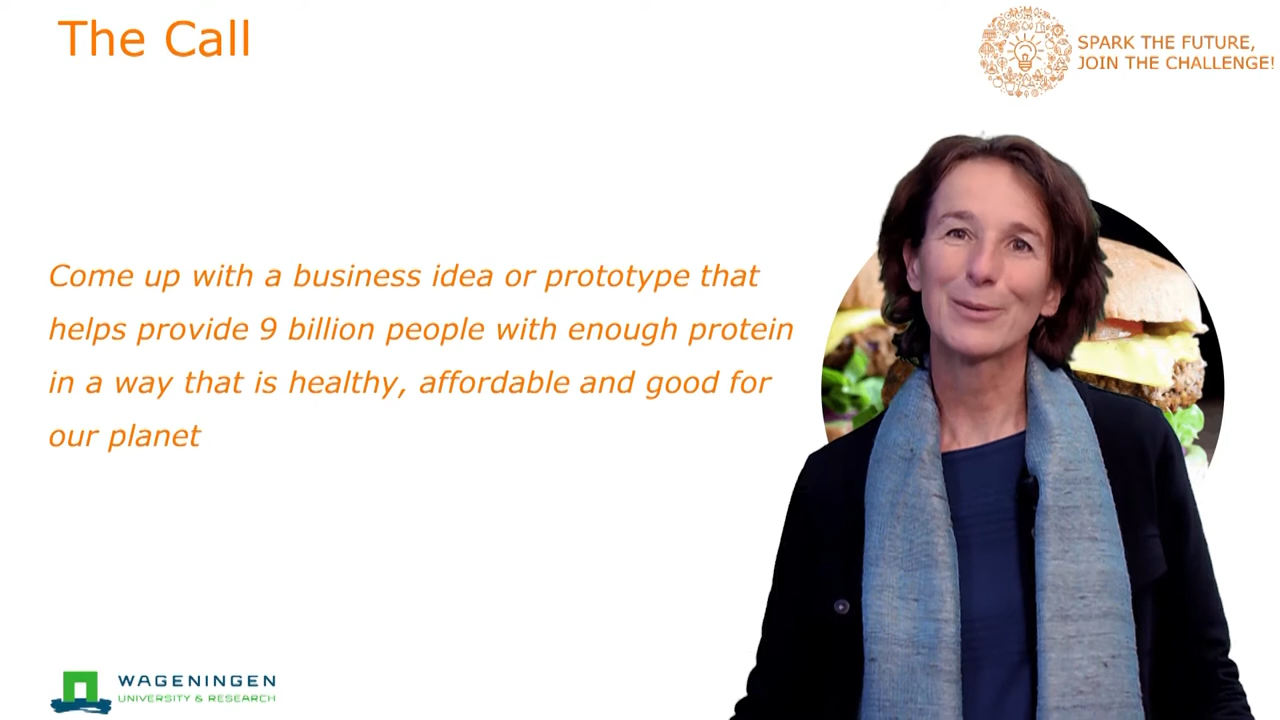 The Call
SPARK THE FUTURE,
JOIN THE CHALLENGE!
Come up with a business idea or prototype that
helps provide 9 billion people with enough protein
in a way that is healthy, affordable and good for
our planet
WAGENINGEN
UNIVERSITY & RESEARCH